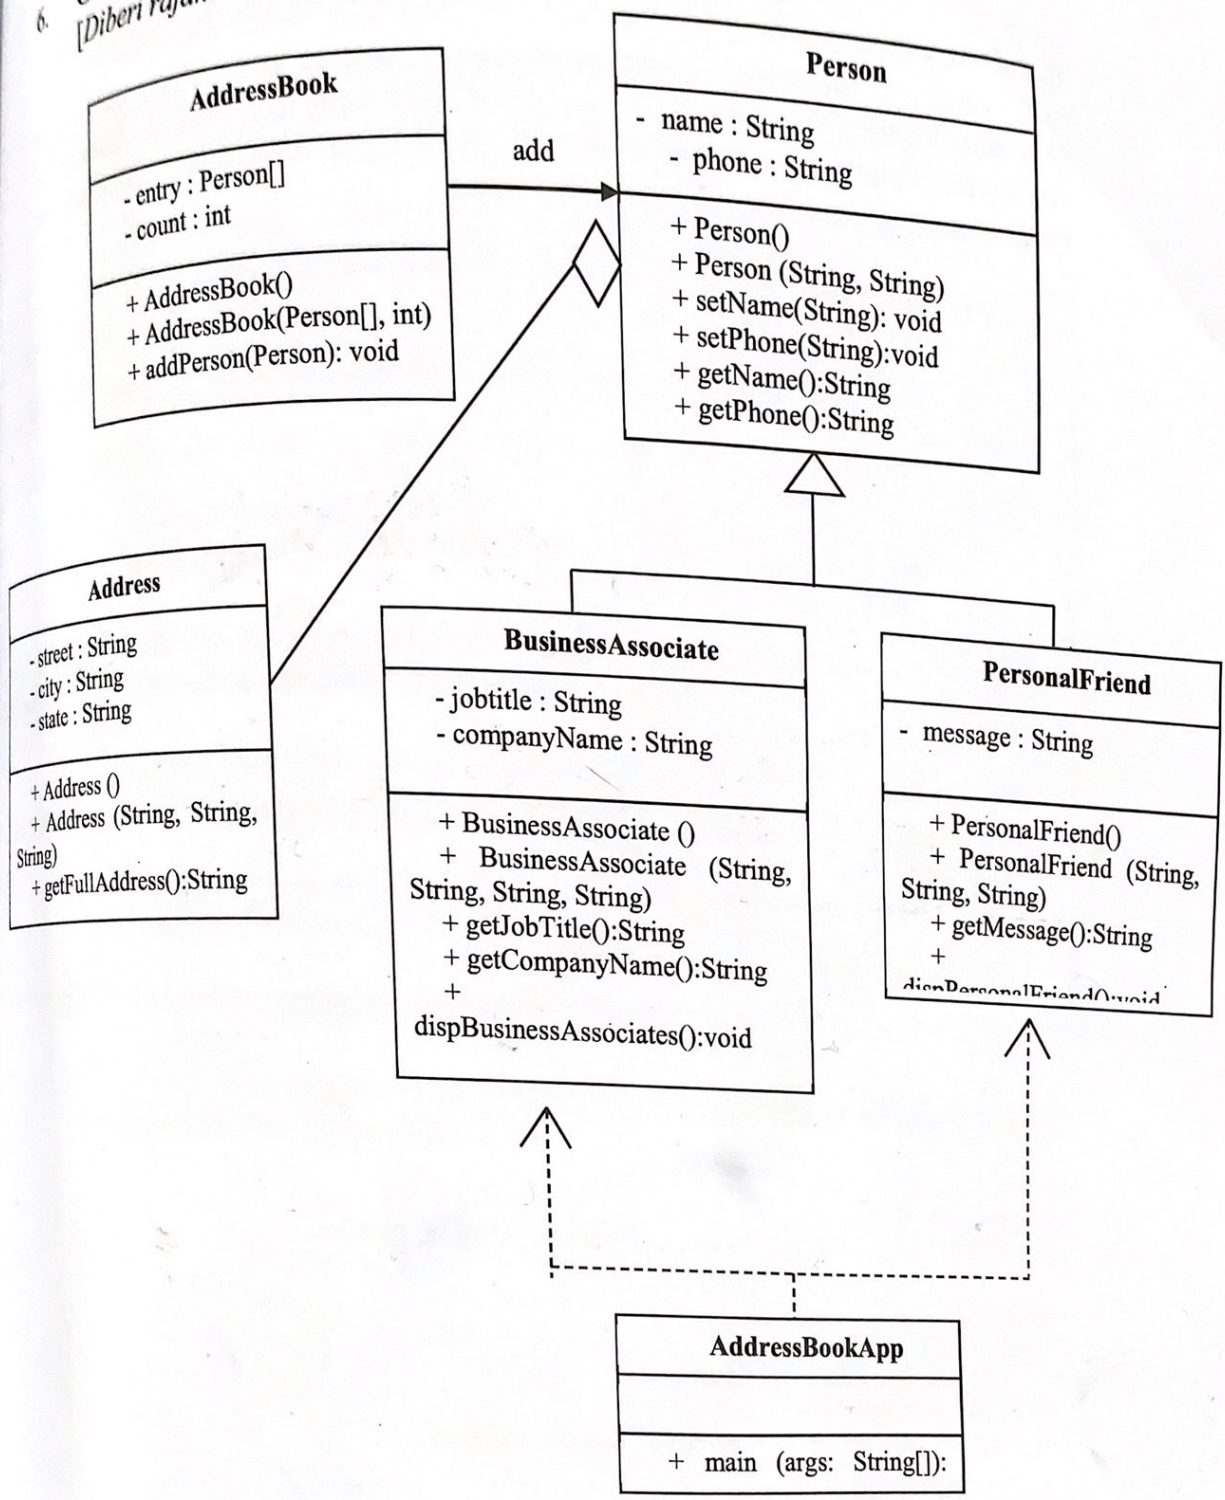 6.
[Diberi
AddressBook
- entry : Person[]
- count : int
+ AddressBook()
+ AddressBook(Person[], int)
+ addPerson(Person): void
add
Person
- name : String
- phone : String
+ Person()
+ Person (String, String)
+ setName(String): void
+ setPhone(String):void
+ getName():String
+ getPhone():String
Address
- street : String
- city : String
- state : String
+ Address ()
+ Address (String, String,
String)
+ getFullAddress():String
BusinessAssociate
- jobtitle : String
- companyName : String
+ BusinessAssociate ()
+ BusinessAssociate (String,
String, String, String)
+ getJobTitle():String
+ getCompanyName():String
+
dispBusinessAssociates():void
PersonalFriend
- message : String
+ PersonalFriend()
+ PersonalFriend (String,
String, String)
+ getMessage():String
+
dispPersonalFriend():void
AddressBookApp
+ main (args: String[]):